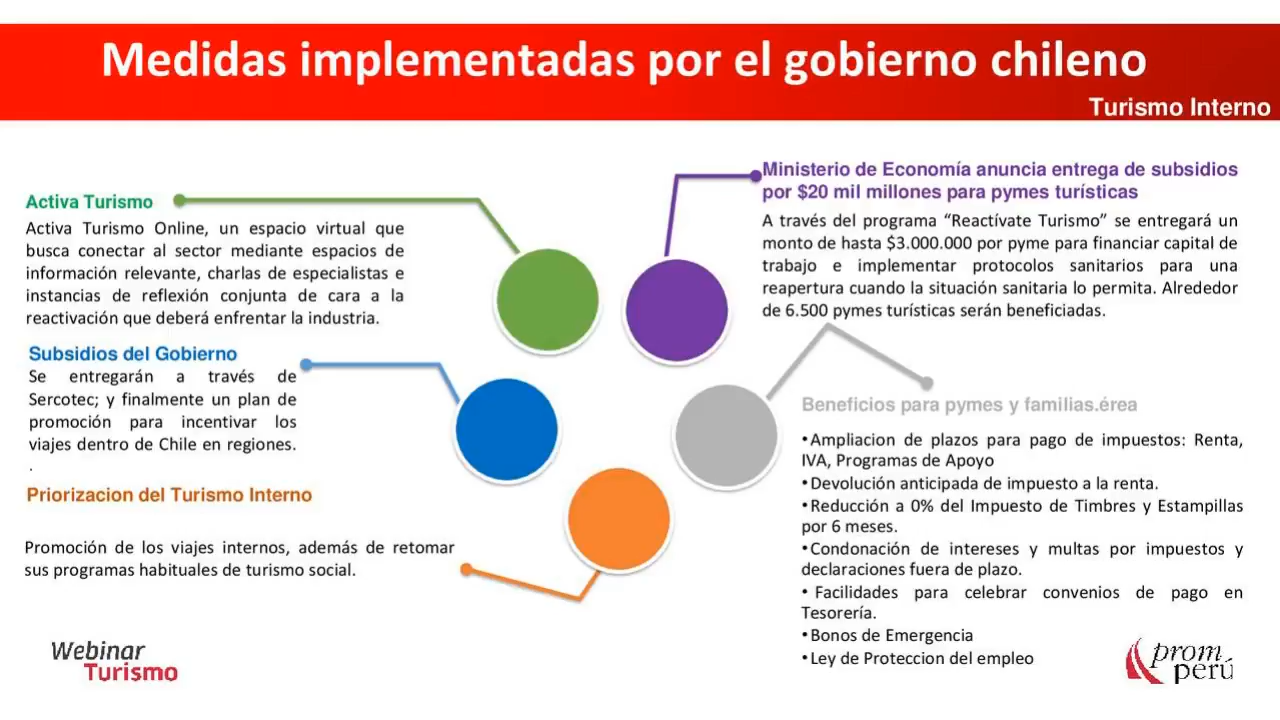 Medidas implementadas por el gobierno chileno
Turismo Interno
Activa Turismo
Activa Turismo Online, un espacio virtual que
busca conectar al sector mediante espacios de
información relevante, charlas de especialistas e
instancias de reflexión conjunta de cara a la
reactivación que deberá enfrentar la industria.
Subsidios del Gobierno
Se entregarán a través de
Sercotec; y finalmente un plan de
promoción para incentivar los
viajes dentro de Chile en regiones.
.
Priorizacion del Turismo Interno
Promoción de los viajes internos, además de retomar
sus programas habituales de turismo social.
Ministerio de Economía anuncia entrega de subsidios
por $20 mil millones para pymes turísticas
A través del programa “Reactívate Turismo” se entregará un
monto de hasta $3.000.000 por pyme para financiar capital de
trabajo e implementar protocolos sanitarios para una
reapertura cuando la situación sanitaria lo permita. Alrededor
de 6.500 pymes turísticas serán beneficiadas.
Beneficios para pymes y familias.érea
•Ampliacion de plazos para pago de impuestos: Renta,
IVA, Programas de Apoyo
•Devolución anticipada de impuesto a la renta.
•Reducción a 0% del Impuesto de Timbres y Estampillas
por 6 meses.
•Condonación de intereses y multas por impuestos y
declaraciones fuera de plazo.
• Facilidades para celebrar convenios de pago en
Tesorería.
•Bonos de Emergencia
•Ley de Proteccion del empleo
Webinar
Turismo
prom
perú